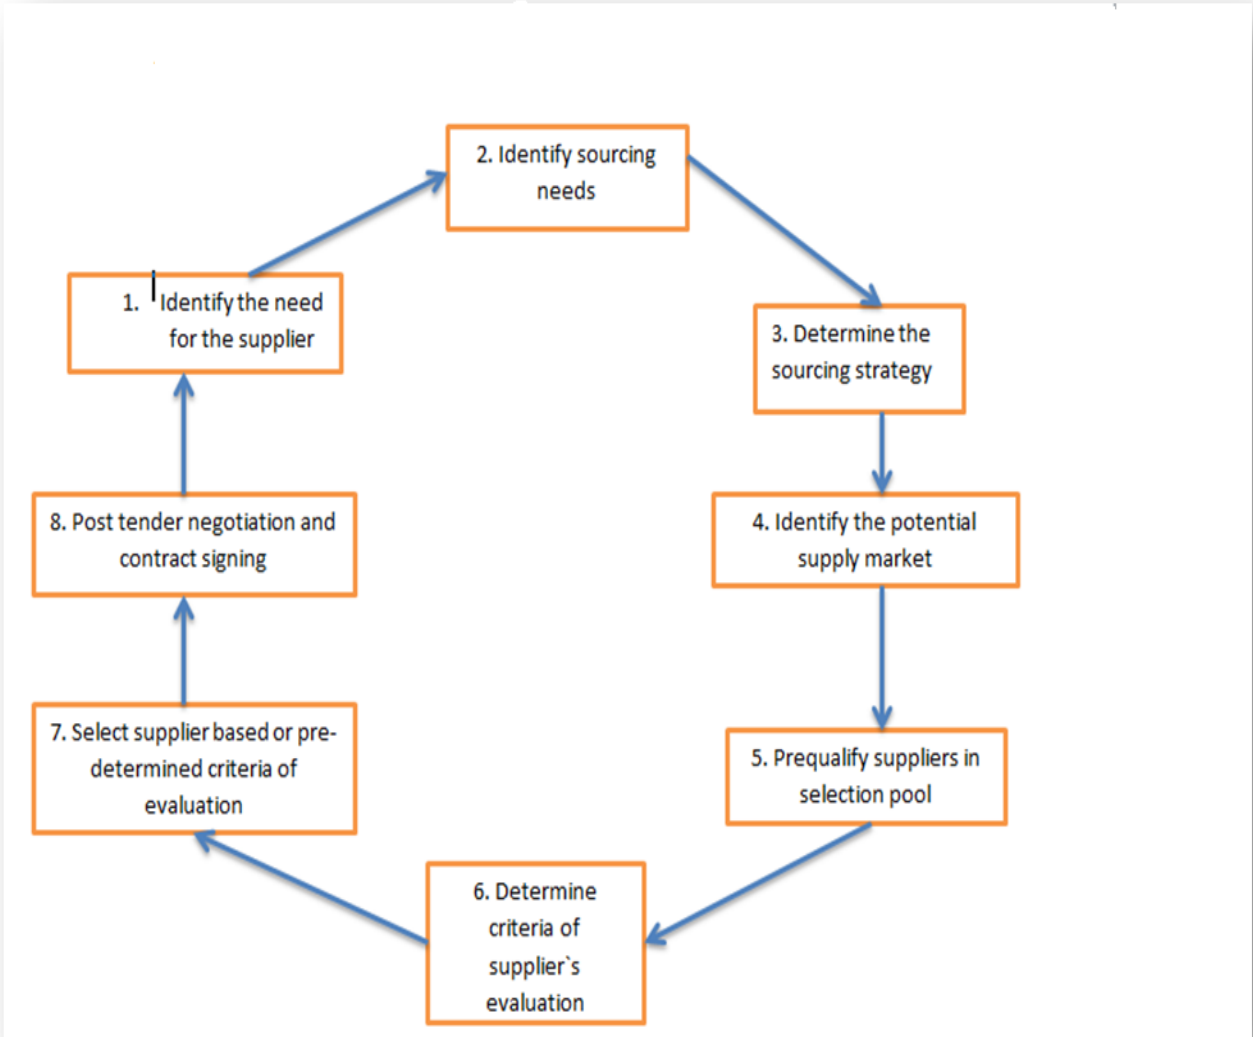 2. Identify sourcing
needs
1. Identify the need
for the supplier
3. Determine the
sourcing strategy
8. Post tender negotiation and
contract signing
4. Identify the potential
supply market
7. Select supplier based or pre-
determined criteria of
evaluation
5. Prequalify suppliers in
selection pool
6. Determine
criteria of
supplier`s
evaluation